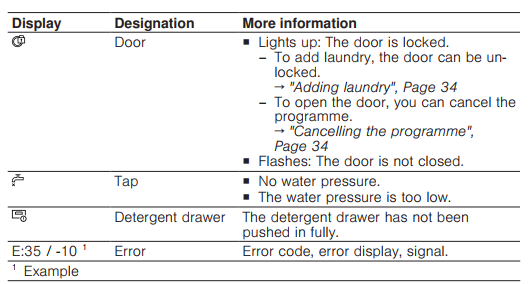 Display Designation More information
Door ▪ Lights up: The door is locked.
– To add laundry, the door can be un-
locked.
→ "Adding laundry", Page 34
– To open the door, you can cancel the
programme.
→ "Cancelling the programme",
Page 34
▪ Flashes: The door is not closed.
Tap ▪ No water pressure.
▪ The water pressure is too low.
Detergent drawer The detergent drawer has not been
pushed in fully.
E:35 / -10 ¹ Error Error code, error display, signal.
¹ Example